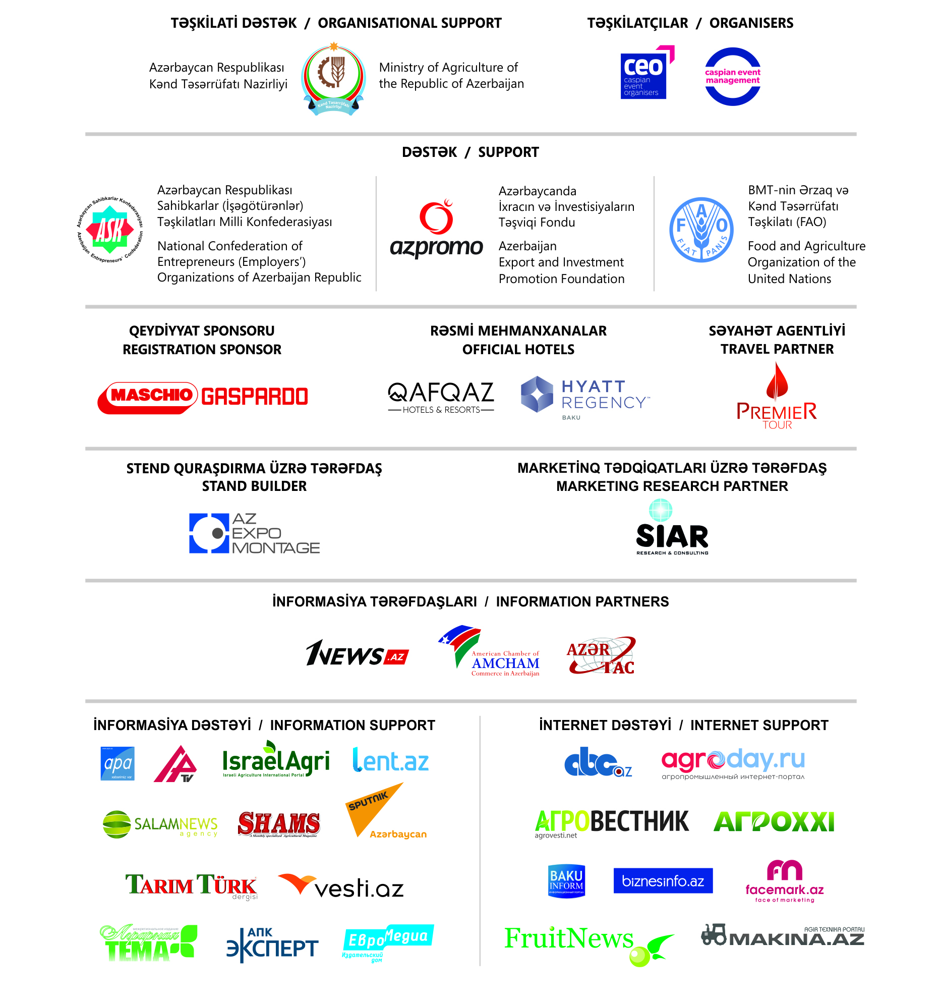 TƏŞKİLATİ DƏSTƏK / ORGANISATIONAL SUPPORT
Azərbaycan Respublikası
Kənd Təsərrüfatı Nazirliyi
Kənd Təsərrüfatı
Nazirliyi
Ministry of Agriculture of
the Republic of Azerbaijan
TƏŞKİLATÇILAR / ORGANISERS
ceo
caspian
event
organisers
caspian event
management
DƏSTƏK / SUPPORT
Azərbaycan Sahibkarlar Konfederasiyası
ASK
Azerbaijan Entrepreneurs' Confederation
Azərbaycan Respublikası
Sahibkarlar (İşəgötürənlər)
Təşkilatları Milli Konfederasiyası
National Confederation of
Entrepreneurs (Employers’)
Organizations of Azerbaijan Republic
azpromo
Azərbaycanda
İxracın və İnvestisiyaların
Təşviqi Fondu
Azerbaijan
Export and Investment
Promotion Foundation
F A O
FIAT PANIS
BMT-nin Ərzaq və
Kənd Təsərrüfatı
Təşkilatı (FAO)
Food and Agriculture
Organization of the
United Nations
QEYDİYYAT SPONSORU
REGISTRATION SPONSOR
MASCHIO GASPARDO
RƏSMİ MEHMANXANALAR
OFFICIAL HOTELS
QAFQAZ
HOTELS & RESORTS
HYATT
REGENCY™
BAKU
SƏYAHƏT AGENTLİYİ
TRAVEL PARTNER
PREMIER
TOUR
STEND QURAŞDIRMA ÜZRƏ TƏRƏFDAŞ
STAND BUILDER
AZ
EXPO
MONTAGE
MARKETİNQ TƏDQİQATLARI ÜZRƏ TƏRƏFDAŞ
MARKETING RESEARCH PARTNER
SIAR
RESEARCH & CONSULTING
İNFORMASİYA TƏRƏFDAŞLARI / INFORMATION PARTNERS
1NEWS.AZ
American Chamber of
AMCHAM
Commerce in Azerbaijan
AZƏR
TAC
İNFORMASİYA DƏSTƏYİ / INFORMATION SUPPORT
apa
xəbərimiz var
APA
TV
IsraelAgri
Israeli Agriculture International Portal
Lent.az
SALAMNEWS
agency
SHAMS
A Monthly specialized Agricultural Magazine
SPUTNIK
Azərbaycan
TARIM TÜRK
dergisi
vesti.az
межрегиональное издание
Аграрная
ТЕМА
АПК
ЭКСПЕРТ
ЕвроМедиа
Издательский
дом
İNTERNET DƏSTƏYİ / INTERNET SUPPORT
abc.az
agroday.ru
агропромышленный интернет-портал
АГРОВЕСТНИК
agrovesti.net
АГРОXXI
BAKU
INFORM
ИНФОРМАЦИОННЫЙ ПОРТАЛ
biznesinfo.az
facemark.az
face of marketing
FruitNews
AGIR TEXNIKA PORTALI
MAKINA.AZ